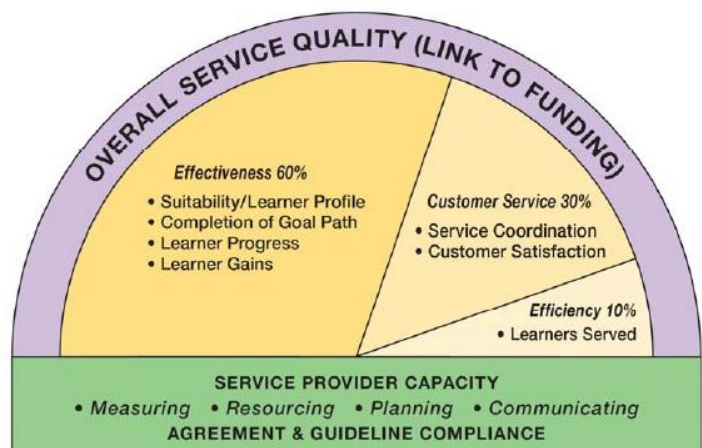 OVERALL SERVICE QUALITY (LINK TO FUNDING)
Effectiveness 60%
• Suitability/Learner Profile
• Completion of Goal Path
• Learner Progress
• Learner Gains
Customer Service 30%
• Service Coordination
• Customer Satisfaction
Efficiency 10%
• Learners Served
SERVICE PROVIDER CAPACITY
• Measuring • Resourcing • Planning • Communicating
AGREEMENT & GUIDELINE COMPLIANCE